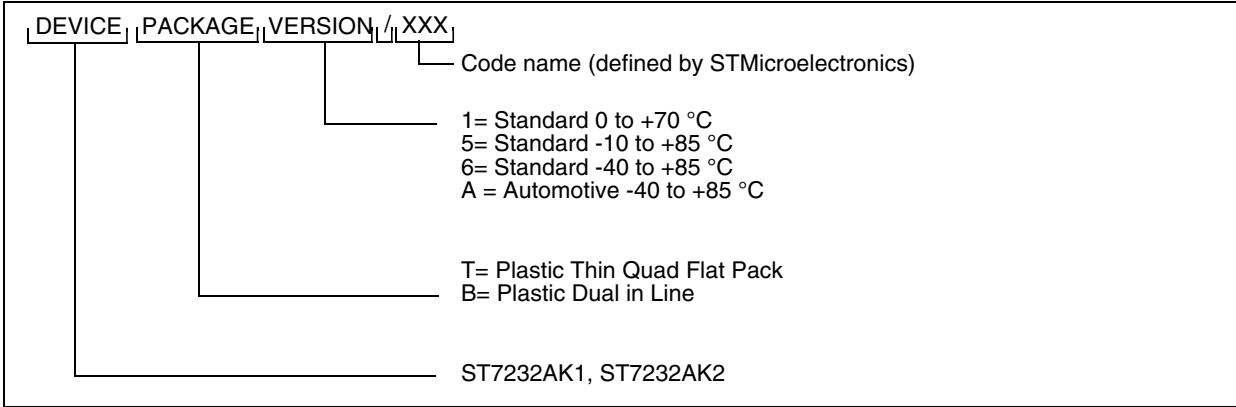 DEVICE PACKAGE VERSION / XXX
Code name (defined by STMicroelectronics)
1= Standard 0 to +70 °C
5= Standard -10 to +85 °C
6= Standard -40 to +85 °C
A = Automotive -40 to +85 °C
T= Plastic Thin Quad Flat Pack
B= Plastic Dual in Line
ST7232AK1, ST7232AK2